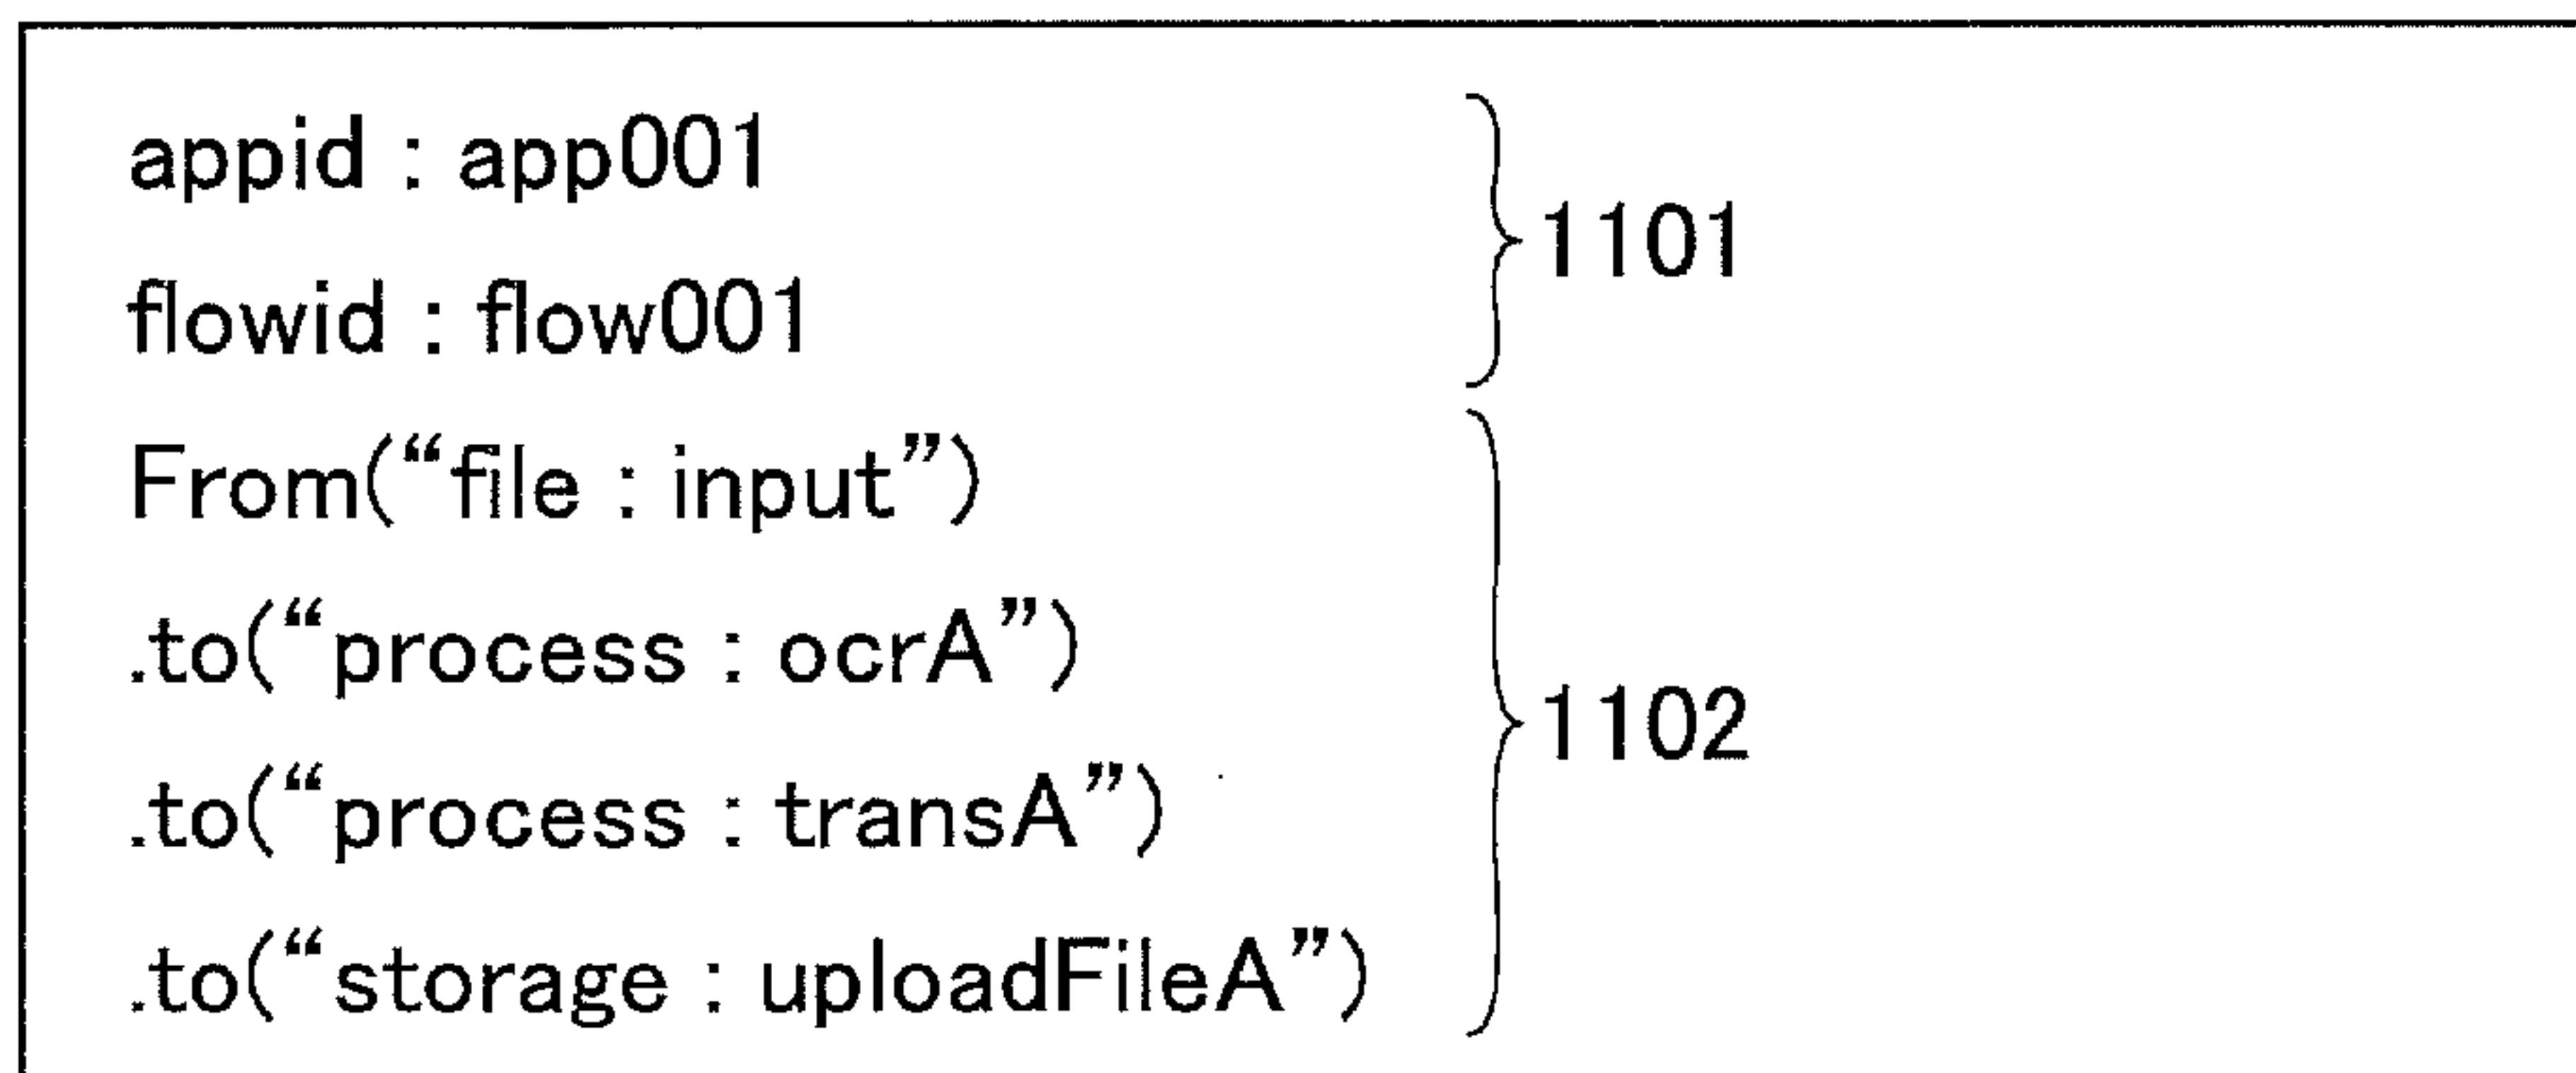 appid : app001
flowid : flow001
1101
From(“file : input”)
.to(“process : ocrA”)
.to(“process : transA”)
.to(“storage : uploadFileA”)
1102